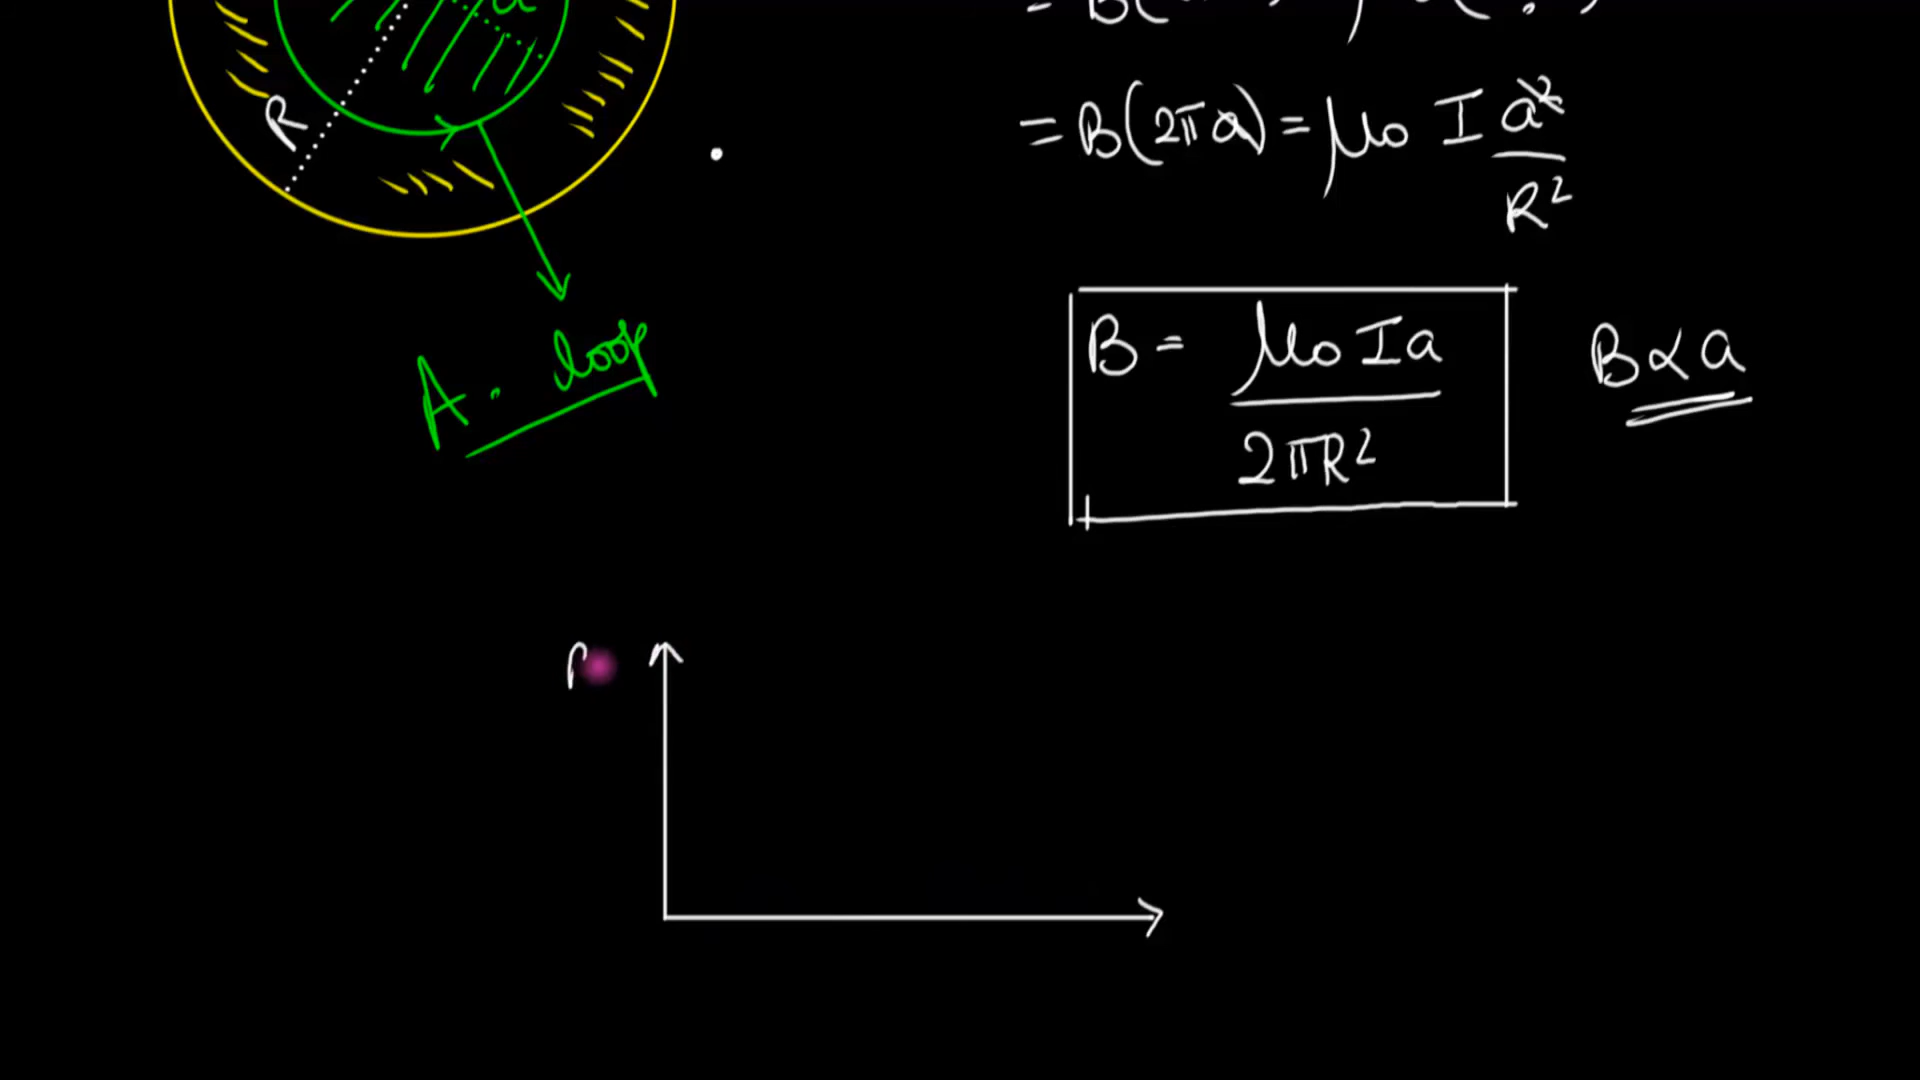 a
R
= B(2πa) = μ₀ I a²
R²
A. loop
B = μ₀Ia
2πR²
B ∝ a